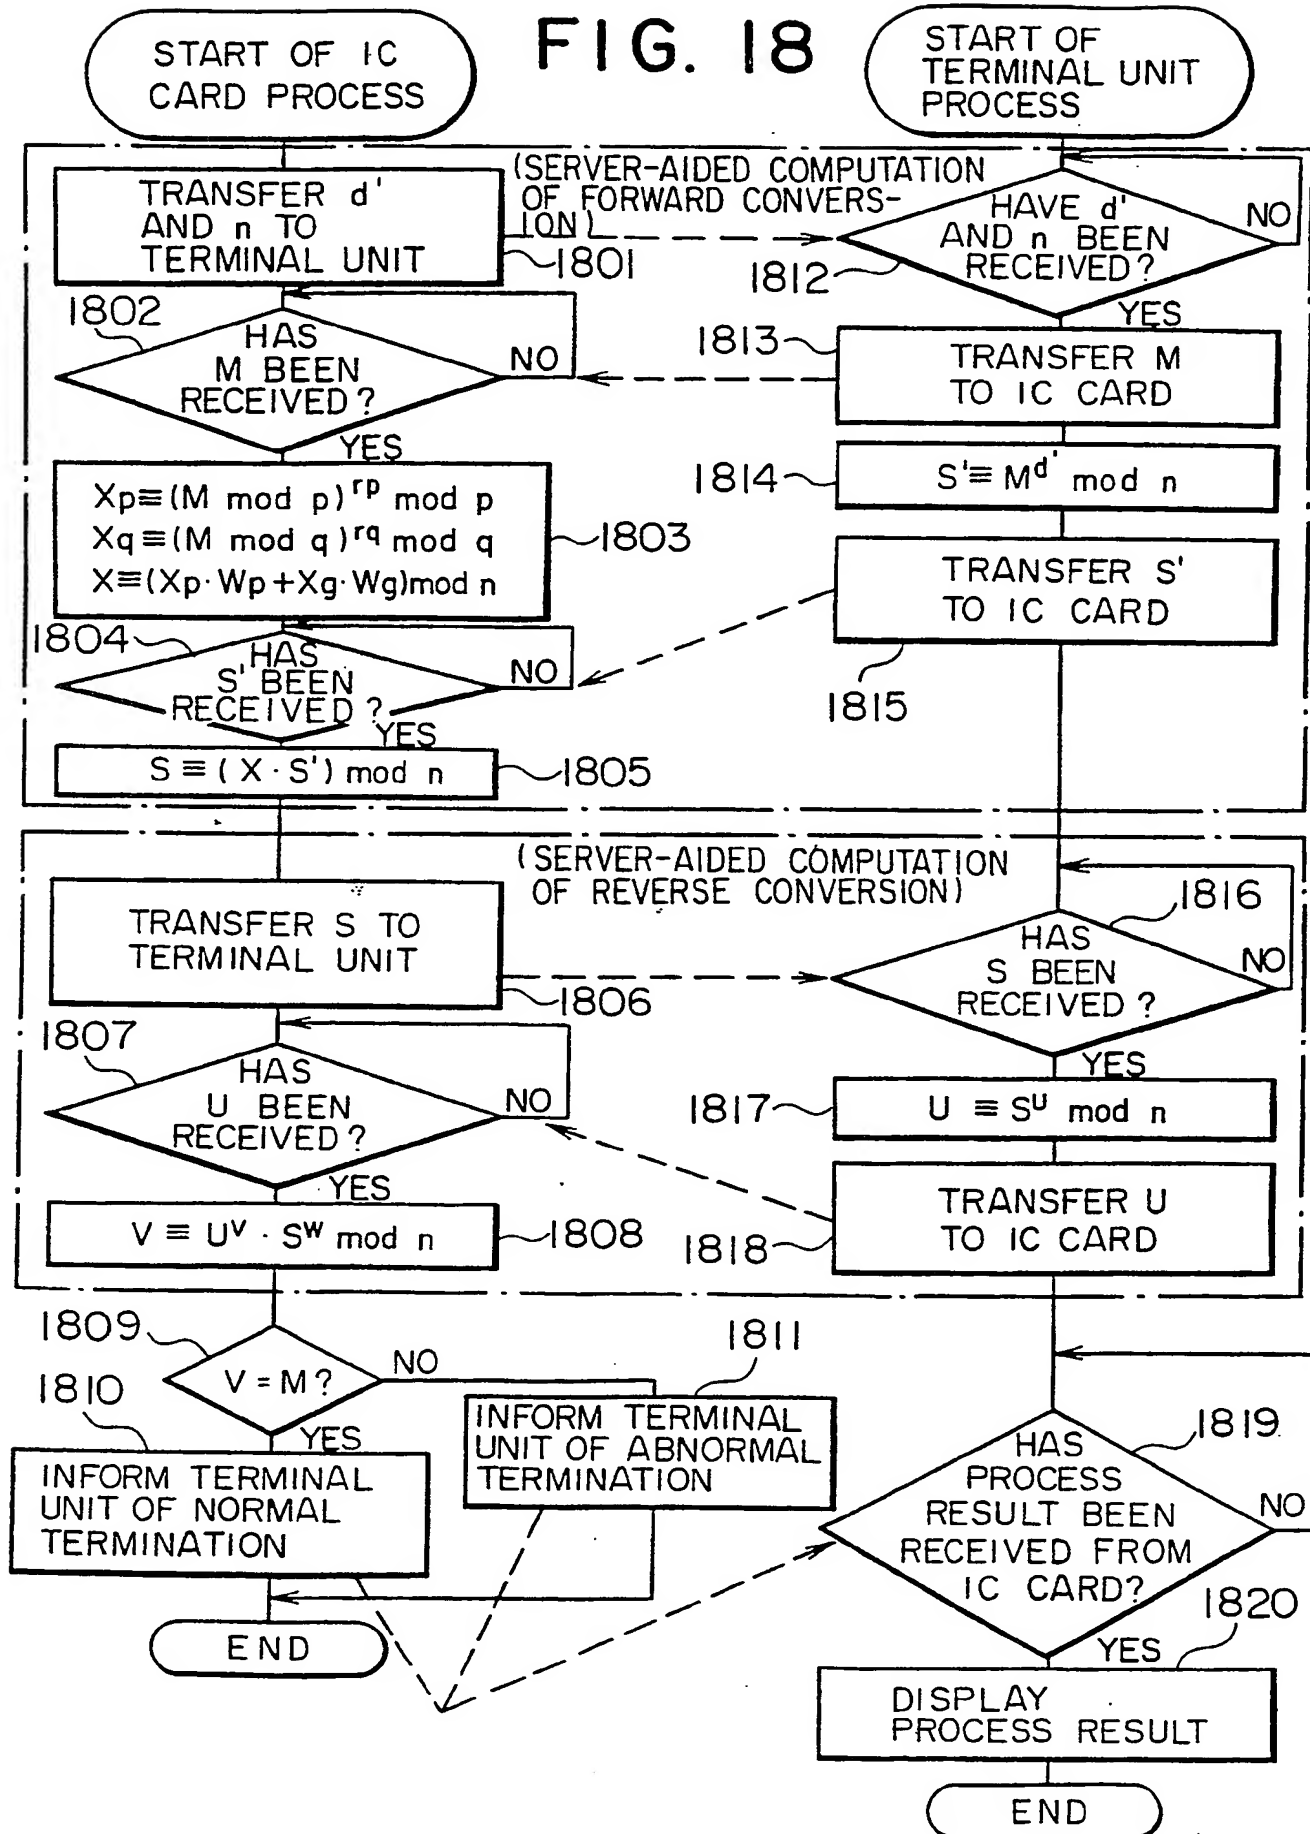 FIG. 18
START OF IC
CARD PROCESS
START OF
TERMINAL UNIT
PROCESS
(SERVER-AIDED COMPUTATION
OF FORWARD CONVERS-
ION)
TRANSFER d'
AND n TO
TERMINAL UNIT
1801
HAVE d'
AND n BEEN
RECEIVED?
NO
1812
YES
1802
HAS
M BEEN
RECEIVED?
NO
YES
1813
TRANSFER M
TO IC CARD
1814
S'≡M^d' mod n
Xp≡(M mod p)^rp mod p
Xq≡(M mod q)^rq mod q
X≡(Xp·Wp+Xg·Wg)mod n
1803
TRANSFER S'
TO IC CARD
1815
1804
HAS
S' BEEN
RECEIVED?
NO
YES
S≡(X·S') mod n
1805
(SERVER-AIDED COMPUTATION
OF REVERSE CONVERSION)
TRANSFER S TO
TERMINAL UNIT
1806
1816
HAS
S BEEN
RECEIVED?
NO
YES
1807
HAS
U BEEN
RECEIVED?
NO
YES
1817
U ≡ S^U mod n
V ≡ U^V · S^W mod n
1808
1818
TRANSFER U
TO IC CARD
1809
V=M?
NO
YES
1810
INFORM TERMINAL
UNIT OF NORMAL
TERMINATION
1811
INFORM TERMINAL
UNIT OF ABNORMAL
TERMINATION
END
1819
HAS
PROCESS
RESULT BEEN
RECEIVED FROM
IC CARD?
NO
YES
1820
DISPLAY
PROCESS RESULT
END